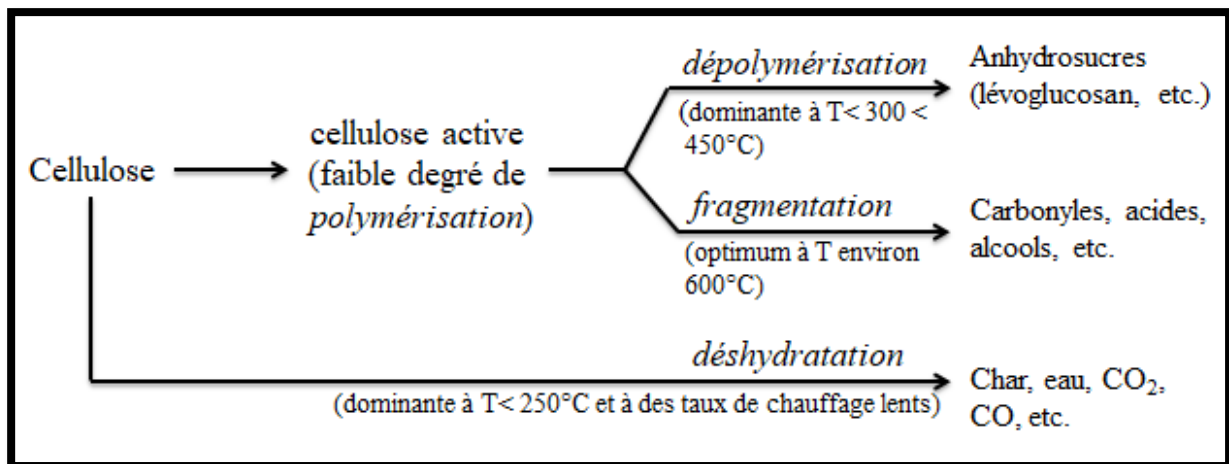 Cellulose
cellulose active
(faible degré de
polymérisation)
dépolymérisation
(dominante à T< 300 <
450°C)
Anhydrosucres
(lévoglucosan, etc.)
fragmentation
(optimum à T environ
600°C)
Carbonyles, acides,
alcools, etc.
déshydratation
(dominante à T< 250°C et à des taux de chauffage lents)
Char, eau, CO₂,
CO, etc.